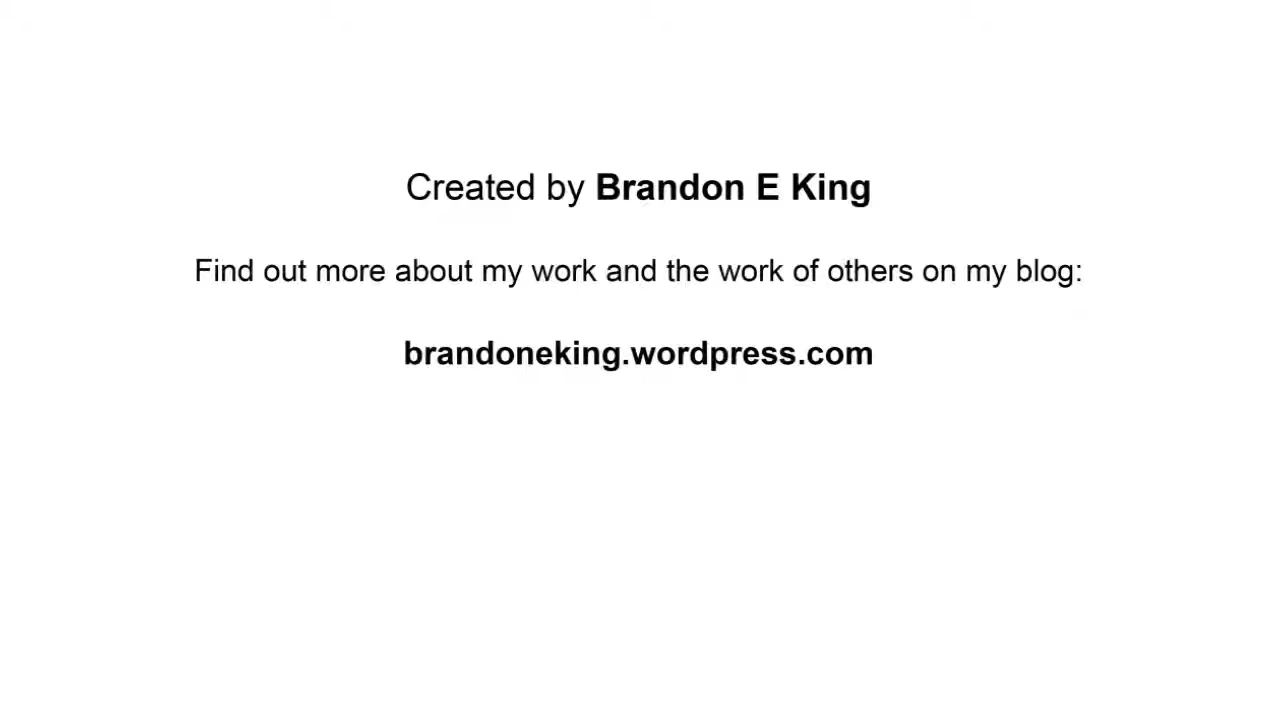 Created by Brandon E King
Find out more about my work and the work of others on my blog:
brandoneking.wordpress.com